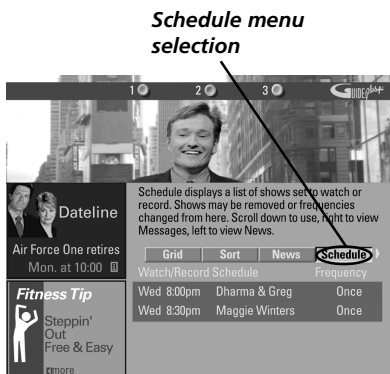 Schedule menu
selection
1 2 3 GUIDE Plus+
Schedule displays a list of shows set to watch or
record. Shows may be removed or frequencies
changed from here. Scroll down to use, right to view
Messages, left to view News.
Dateline
Air Force One retires
Mon. at 10:00
Grid Sort News Schedule
Watch/Record Schedule Frequency
Wed 8:00pm Dharma & Greg Once
Wed 8:30pm Maggie Winters Once
Fitness Tip
Steppin'
Out
Free & Easy
more